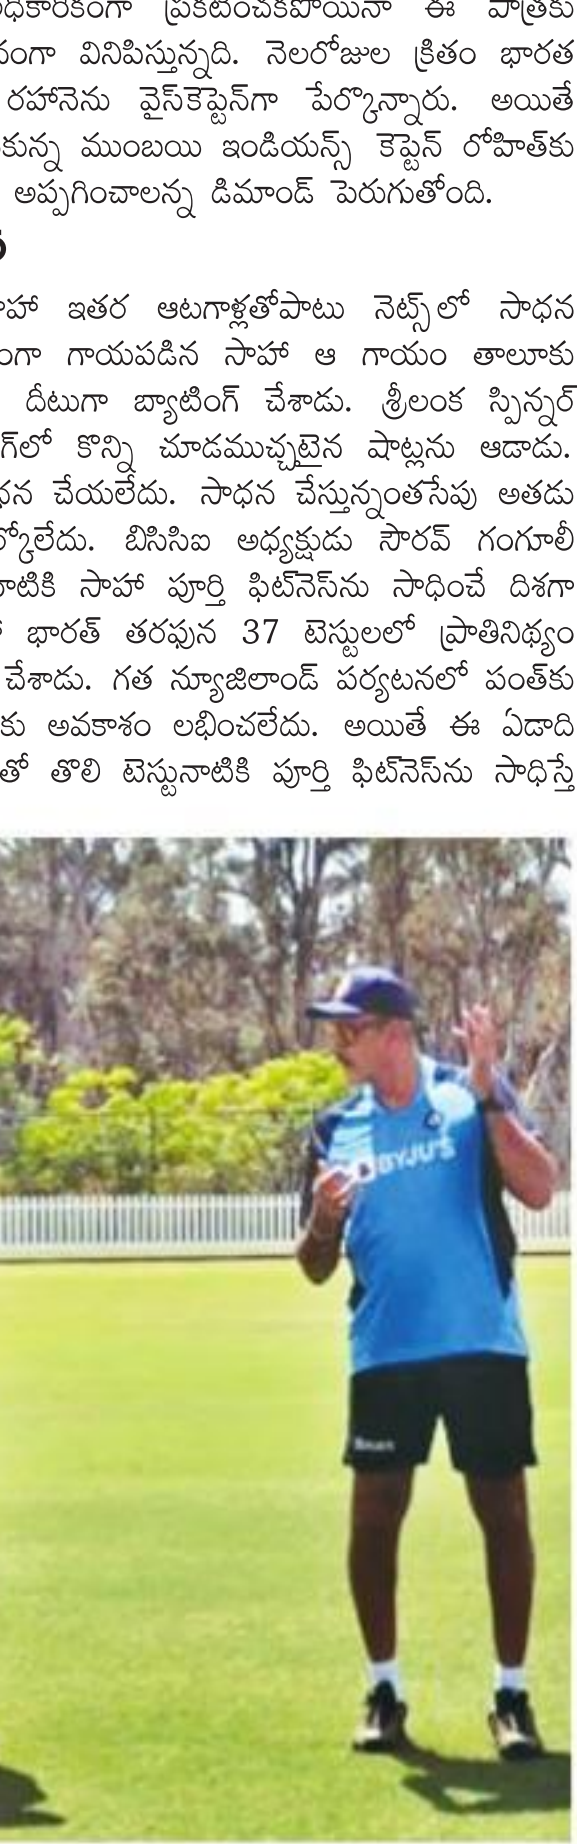 ప్రకటించకపోయినా ఈ పాత్రకు
వినిపిస్తున్నది. నెలరోజుల క్రితం భారత
రహానెను వైస్‌కెప్టెన్‌గా పేర్కొన్నారు. అయితే
ముంబయి ఇండియన్స్ కెప్టెన్ రోహిత్‌కు
అప్పగించాలన్న డిమాండ్ పెరుగుతోంది.
ఇతర ఆటగాళ్లతోపాటు నెట్స్‌లో సాధన
గాయపడిన సాహా ఆ గాయం తాలూకు
దీటుగా బ్యాటింగ్ చేశాడు. శ్రీలంక స్పిన్నర్
కొన్ని చూడముచ్చటైన షాట్లను ఆడాడు.
చేయలేదు. సాధన చేస్తున్నంతసేపు అతడు
బిసిసిఐ అధ్యక్షుడు సౌరవ్ గంగూలీ
సాహా పూర్తి ఫిట్‌నెస్‌ను సాధించే దిశగా
భారత్ తరఫున 37 టెస్టులలో ప్రాతినిధ్యం
చేశాడు. గత న్యూజిలాండ్ పర్యటనలో పంత్‌కు
కు అవకాశం లభించలేదు. అయితే ఈ ఏడాది
తో తొలి టెస్టునాటికి పూర్తి ఫిట్‌నెస్‌ను సాధిస్తే
BYJU'S